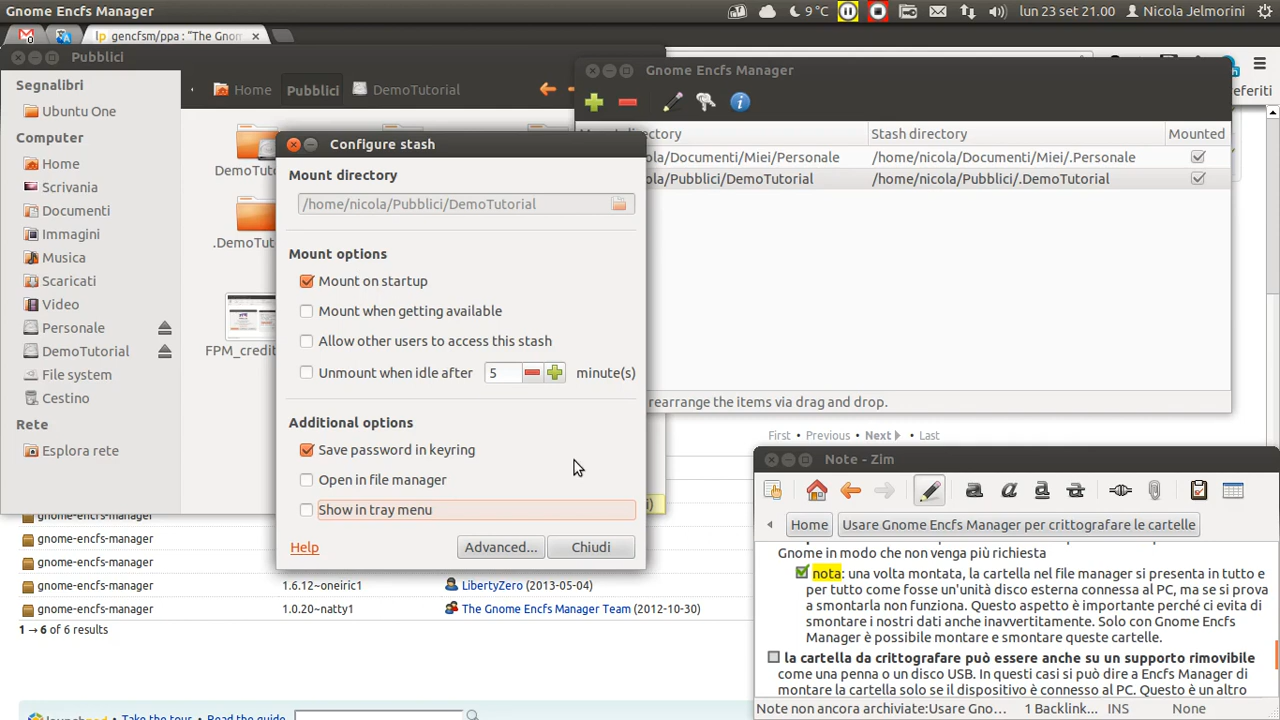 Gnome Encfs Manager
9 °C
lun 23 set 21.00
Nicola Jelmorini
gencfsm/ppa : “The Gnom
Pubblici
Segnalibri
Ubuntu One
Computer
Home
Scrivania
Documenti
Immagini
Musica
Scaricati
Video
Personale
DemoTutorial
File system
Cestino
Rete
Esplora rete
Home
Pubblici
DemoTutorial
DemoTuto
.DemoTuto
FPM_credit
Gnome Encfs Manager
Stash directory
Mounted
ola/Documenti/Miei/Personale
/home/nicola/Documenti/Miei/.Personale
ola/Pubblici/DemoTutorial
/home/nicola/Pubblici/.DemoTutorial
rearrange the items via drag and drop.
eferiti
Configure stash
Mount directory
/home/nicola/Pubblici/DemoTutorial
Mount options
Mount on startup
Mount when getting available
Allow other users to access this stash
Unmount when idle after 5 minute(s)
Additional options
Save password in keyring
Open in file manager
Show in tray menu
Help
Advanced...
Chiudi
First • Previous • Next • Last
gnome-encfs-manager
gnome-encfs-manager
gnome-encfs-manager
gnome-encfs-manager 1.6.12~oneiric1 LibertyZero (2013-05-04)
gnome-encfs-manager 1.0.20~natty1 The Gnome Encfs Manager Team (2012-10-30)
1 → 6 of 6 results
Take the tour • Read the guide
Note - Zim
Home
Usare Gnome Encfs Manager per crittografare le cartelle
Gnome in modo che non venga più richiesta
nota: una volta montata, la cartella nel file manager si presenta in tutto e
per tutto come fosse un'unità disco esterna connessa al PC, ma se si prova
a smontarla non funziona. Questo aspetto è importante perché ci evita di
smontare i nostri dati anche inavvertitamente. Solo con Gnome Encfs
Manager è possibile montare e smontare queste cartelle.
la cartella da crittografare può essere anche su un supporto rimovibile
come una penna o un disco USB. In questi casi si può dire a Encfs Manager di
montare la cartella solo se il dispositivo è connesso al PC. Questo è un altro
Note non ancora archiviate:Usare Gno...
1 Backlink...
INS
None